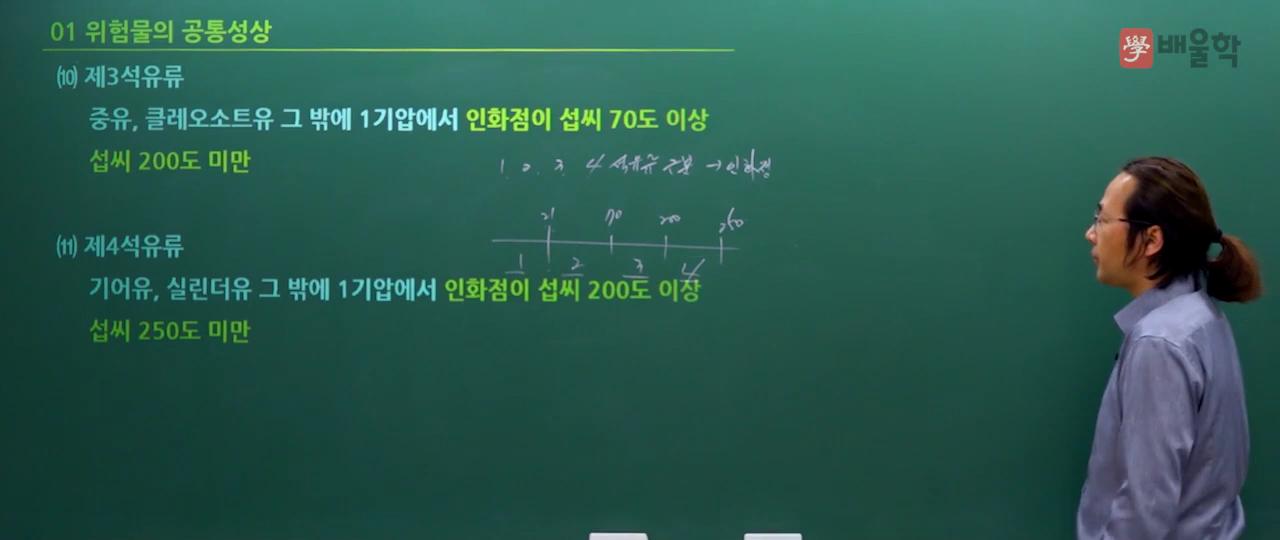 01 위험물의 공통성상
學 배울학
⑽ 제3석유류
중유, 클레오소트유 그 밖에 1기압에서 인화점이 섭씨 70도 이상
섭씨 200도 미만
1. 2. 3. 4 석유류 구분 → 인화점
21 70 200 250
1 2 3 4
⑾ 제4석유류
기어유, 실린더유 그 밖에 1기압에서 인화점이 섭씨 200도 이상
섭씨 250도 미만